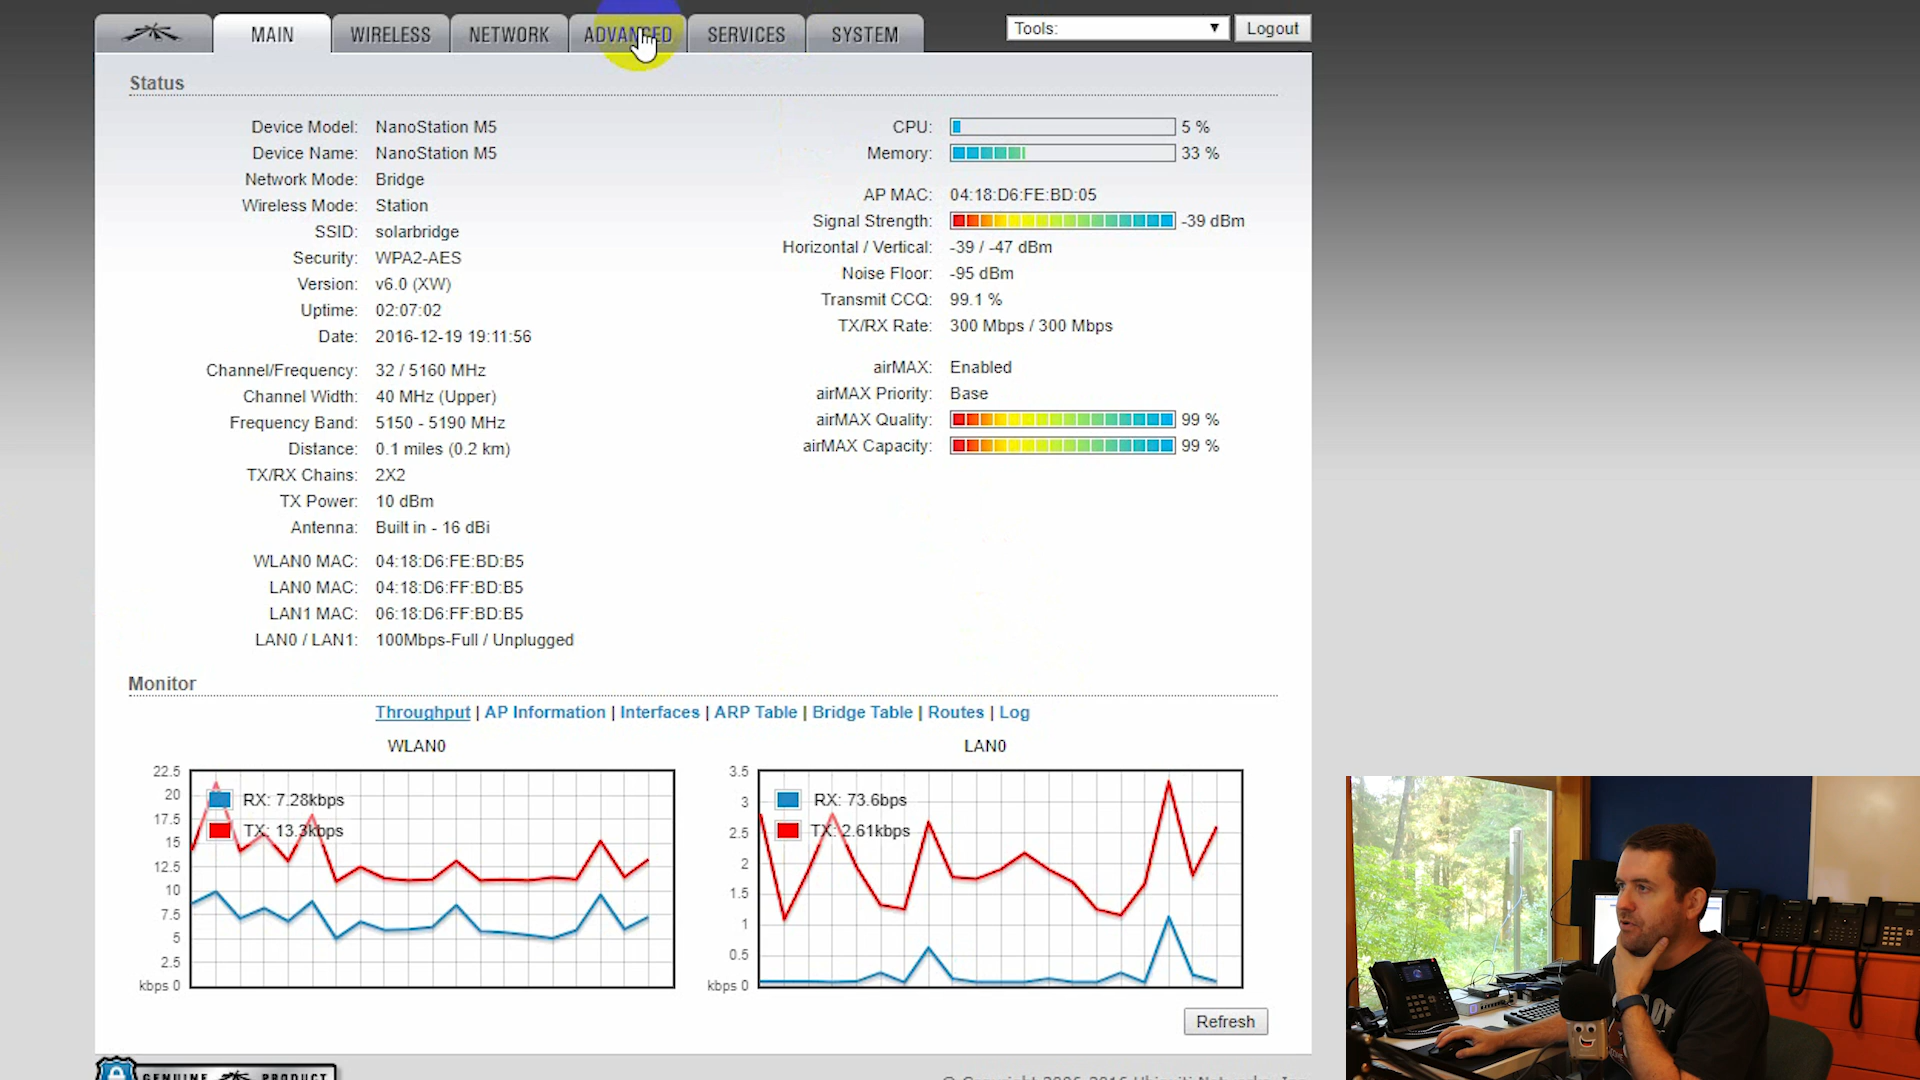 MAIN WIRELESS NETWORK ADVANCED SERVICES SYSTEM Tools: Logout
Status
Device Model: NanoStation M5
Device Name: NanoStation M5
Network Mode: Bridge
Wireless Mode: Station
SSID: solarbridge
Security: WPA2-AES
Version: v6.0 (XW)
Uptime: 02:07:02
Date: 2016-12-19 19:11:56
Channel/Frequency: 32 / 5160 MHz
Channel Width: 40 MHz (Upper)
Frequency Band: 5150 - 5190 MHz
Distance: 0.1 miles (0.2 km)
TX/RX Chains: 2X2
TX Power: 10 dBm
Antenna: Built in - 16 dBi
WLAN0 MAC: 04:18:D6:FE:BD:B5
LAN0 MAC: 04:18:D6:FF:BD:B5
LAN1 MAC: 06:18:D6:FF:BD:B5
LAN0 / LAN1: 100Mbps-Full / Unplugged
CPU: 5 %
Memory: 33 %
AP MAC: 04:18:D6:FE:BD:05
Signal Strength: -39 dBm
Horizontal / Vertical: -39 / -47 dBm
Noise Floor: -95 dBm
Transmit CCQ: 99.1 %
TX/RX Rate: 300 Mbps / 300 Mbps
airMAX: Enabled
airMAX Priority: Base
airMAX Quality: 99 %
airMAX Capacity: 99 %
Monitor
Throughput | AP Information | Interfaces | ARP Table | Bridge Table | Routes | Log
WLAN0
22.5
20
17.5
15
12.5
10
7.5
5
2.5
kbps 0
RX: 7.28kbps
TX: 13.3kbps
LAN0
3.5
3
2.5
2
1.5
1
0.5
kbps 0
RX: 73.6bps
TX: 2.61kbps
Refresh
GENUINE PRODUCT
© Copyright 2006-2016 Ubiquiti Networks, Inc.